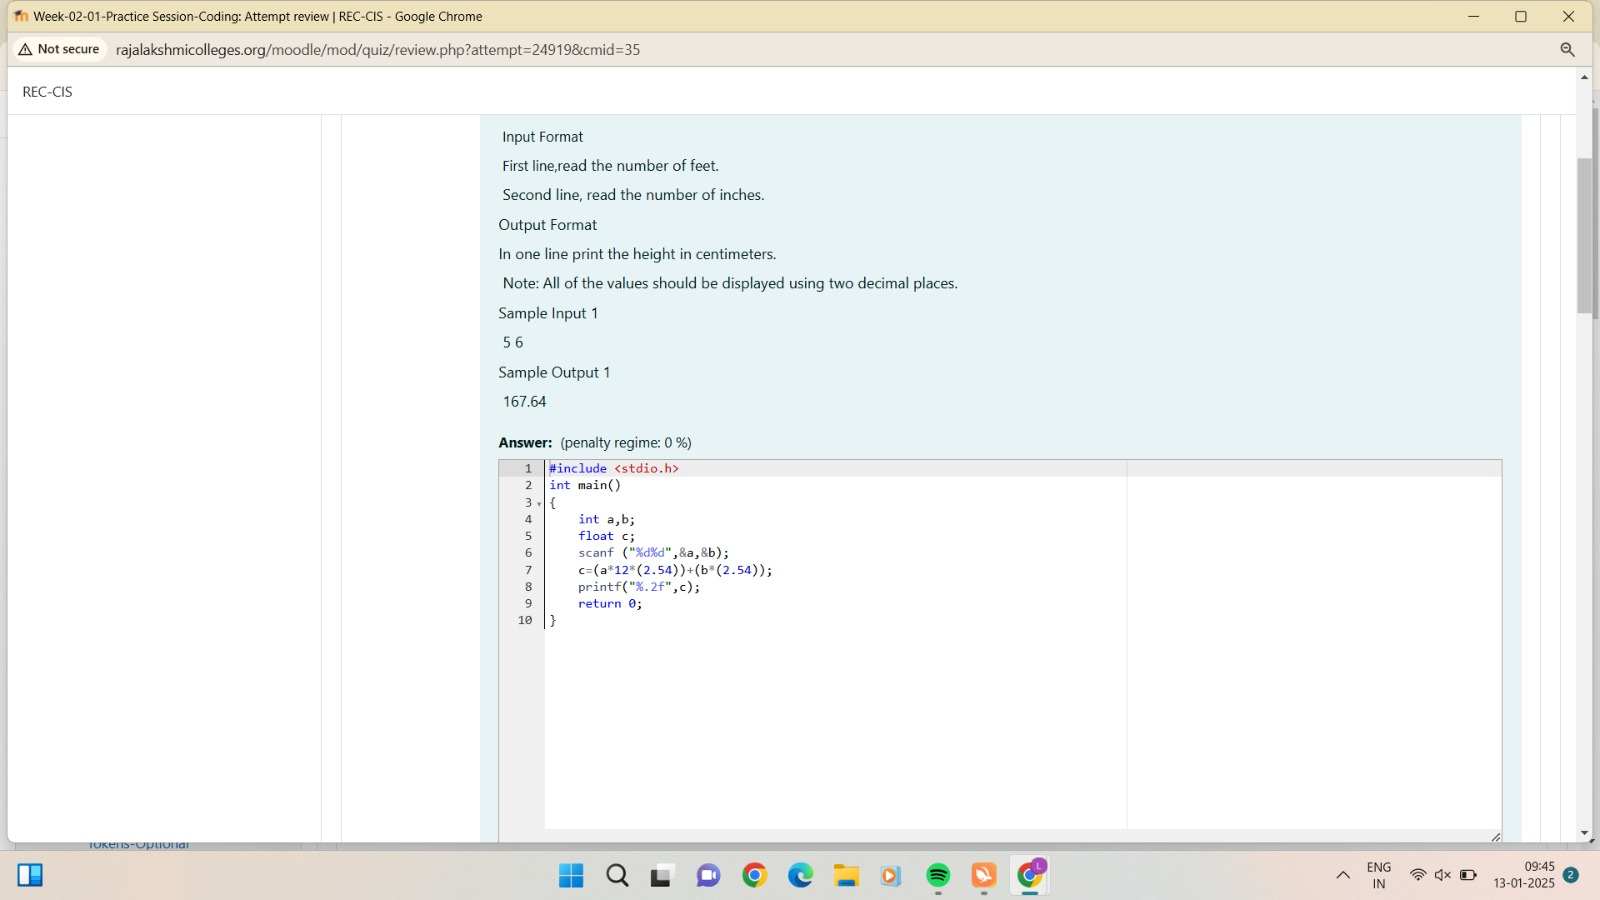 Week-02-01-Practice Session-Coding: Attempt review | REC-CIS - Google Chrome
Not secure rajalakshmicolleges.org/moodle/mod/quiz/review.php?attempt=24919&cmid=35
REC-CIS
Input Format
First line,read the number of feet.
Second line, read the number of inches.
Output Format
In one line print the height in centimeters.
Note: All of the values should be displayed using two decimal places.
Sample Input 1
5 6
Sample Output 1
167.64
Answer: (penalty regime: 0 %)
1 #include <stdio.h>
2 int main()
3 {
4 int a,b;
5 float c;
6 scanf ("%d%d",&a,&b);
7 c=(a*12*(2.54))+(b*(2.54));
8 printf("%.2f",c);
9 return 0;
10 }
Tokens-Optional
L
ENG
IN
09:45
13-01-2025
2